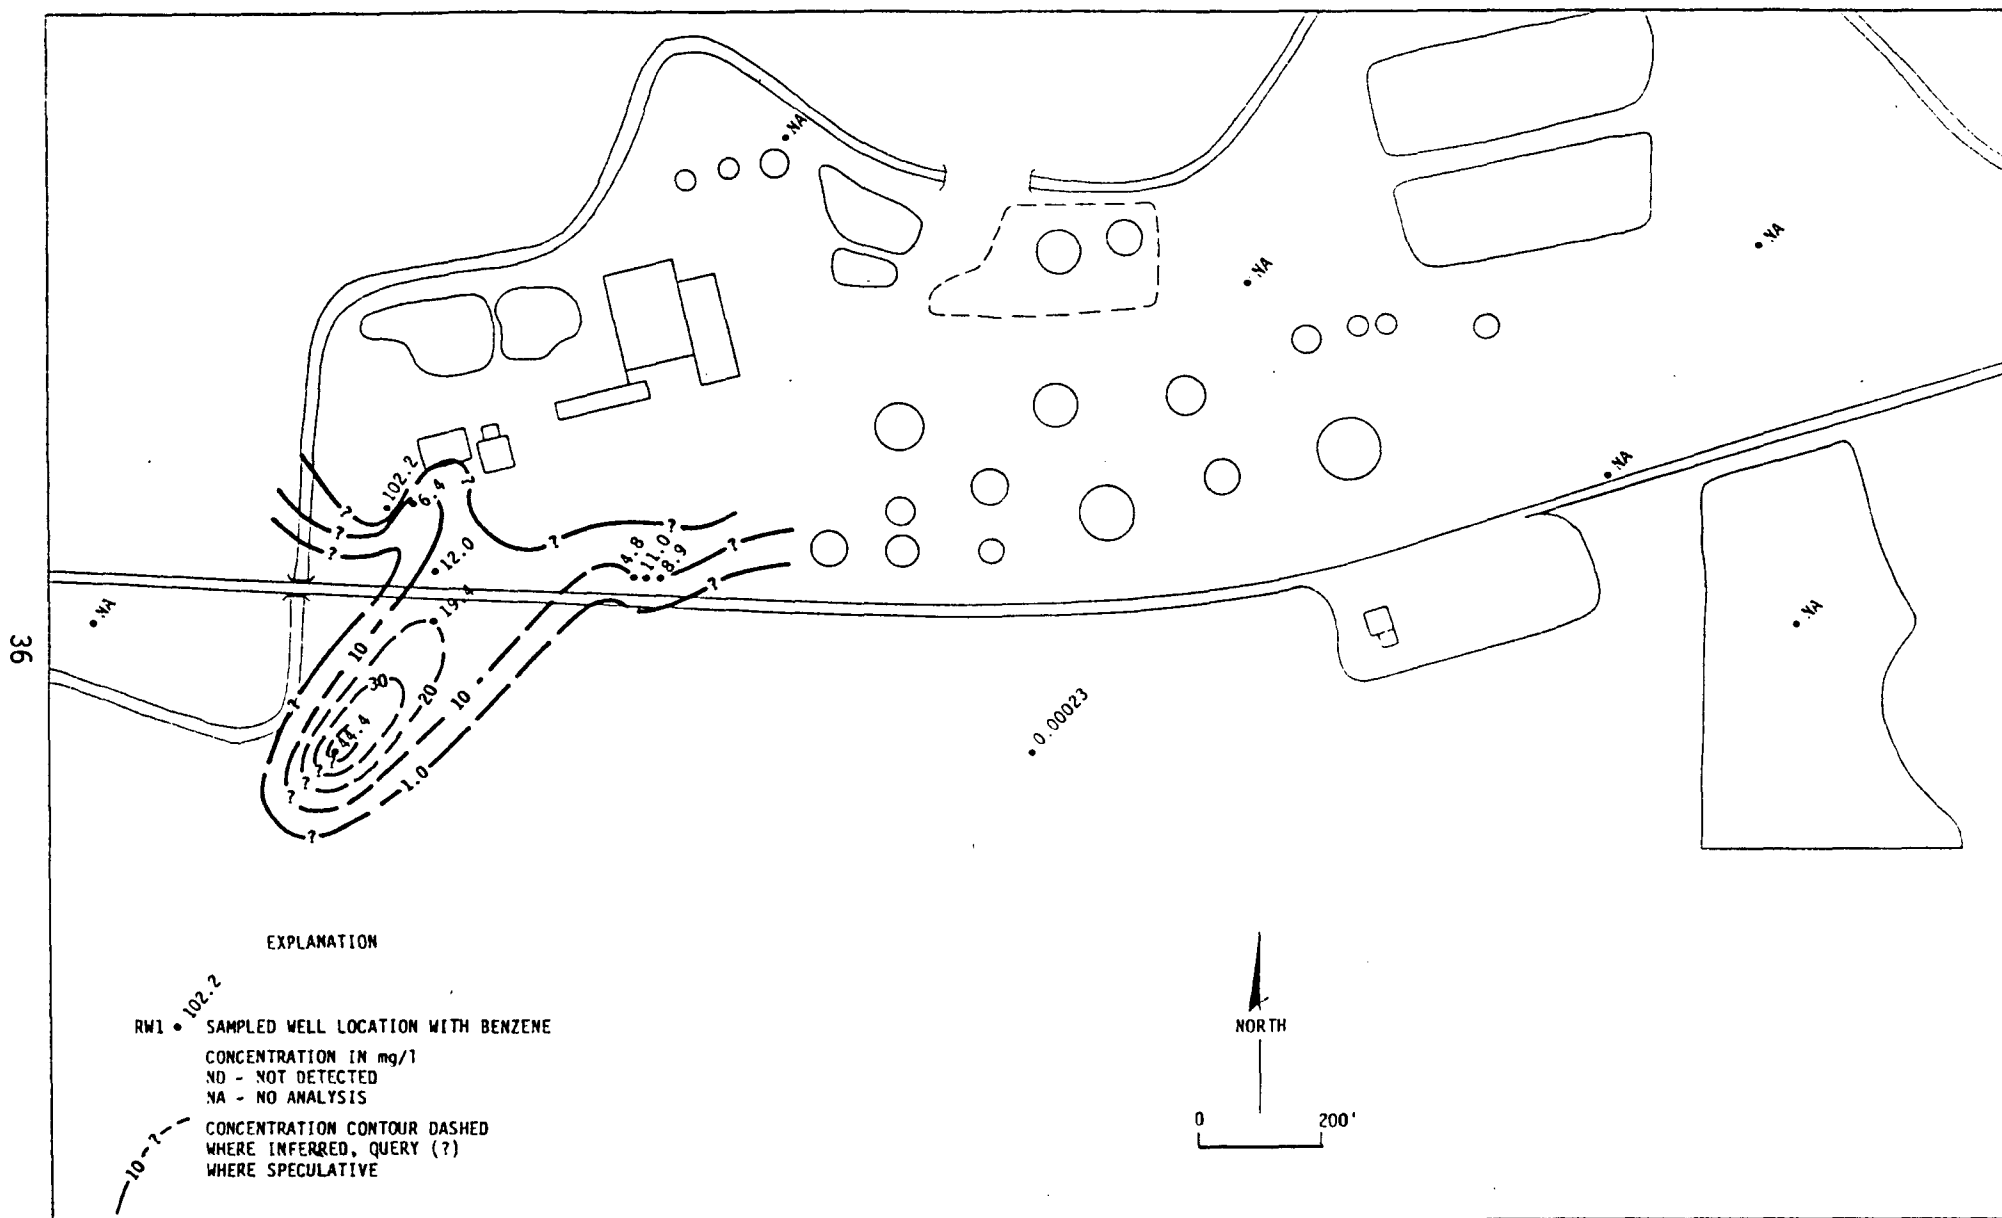 NA
NA
NA
102.2
?
6.4
?
?
?
?
?
4.8
11.0
8.9
?
?
NA
12.0
19.4
NA
NA
36
10
30
20
10
?
44.4
?
?
?
?
1.0
?
0.00023
EXPLANATION
102.2
RW1 • SAMPLED WELL LOCATION WITH BENZENE
CONCENTRATION IN mg/l
ND - NOT DETECTED
NA - NO ANALYSIS
10 - ? - CONCENTRATION CONTOUR DASHED
WHERE INFERRED, QUERY (?)
WHERE SPECULATIVE
NORTH
0 200'